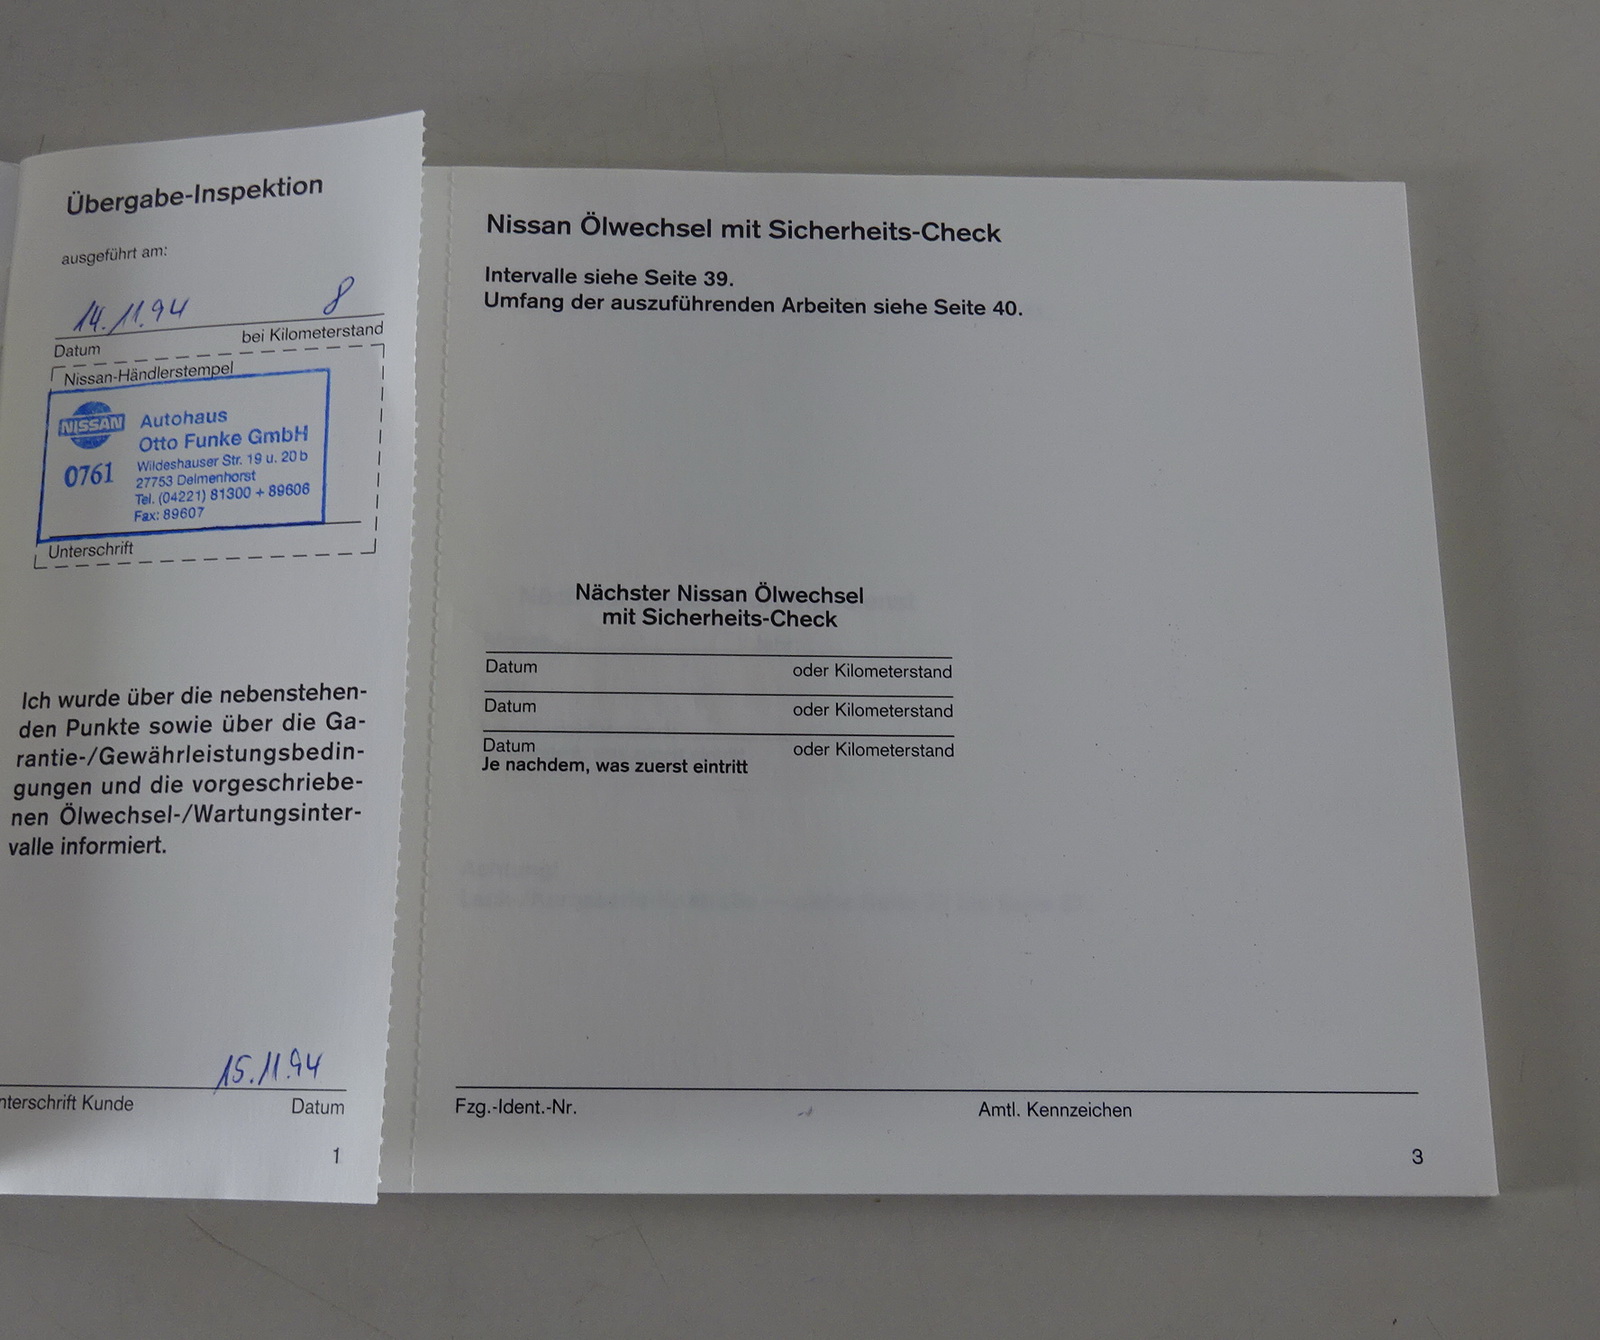 Übergabe-Inspektion
ausgeführt am:
14.11.94 8
Datum bei Kilometerstand
Nissan-Händlerstempel
NISSAN
0761
Autohaus
Otto Funke GmbH
Wildeshauser Str. 19 u. 20 b
27753 Delmenhorst
Tel. (04221) 81300 + 89606
Fax: 89607
Unterschrift
Ich wurde über die nebenstehen-
den Punkte sowie über die Ga-
rantie-/Gewährleistungsbedin-
gungen und die vorgeschriebe-
nen Ölwechsel-/Wartungsinter-
valle informiert.
15.11.94
nterschrift Kunde Datum
1
Nissan Ölwechsel mit Sicherheits-Check
Intervalle siehe Seite 39.
Umfang der auszuführenden Arbeiten siehe Seite 40.
Nächster Nissan Ölwechsel
mit Sicherheits-Check
Datum oder Kilometerstand
Datum oder Kilometerstand
Datum oder Kilometerstand
Je nachdem, was zuerst eintritt
Fzg.-Ident.-Nr. Amtl. Kennzeichen
3